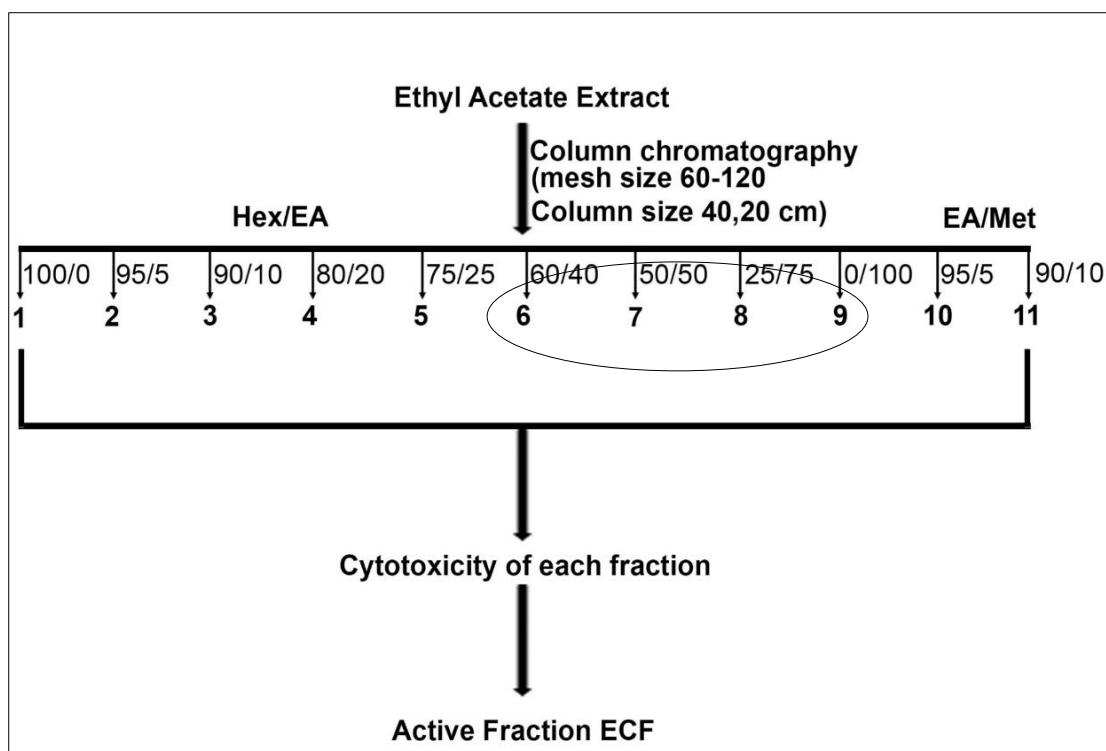 Ethyl Acetate Extract
Column chromatography
(mesh size 60-120
Column size 40,20 cm)
Hex/EA
EA/Met
100/0 95/5 90/10 80/20 75/25 60/40 50/50 25/75 0/100 95/5 90/10
1 2 3 4 5 6 7 8 9 10 11
Cytotoxicity of each fraction
Active Fraction ECF